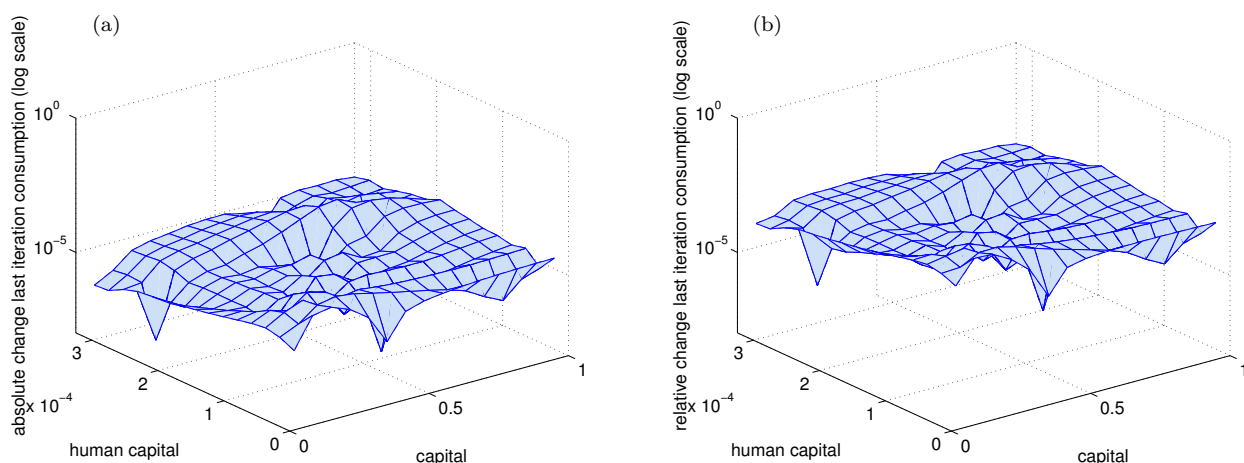 (a)
absolute change last iteration consumption (log scale)
10^0
10^-5
3
2
1
0
x 10^-4
human capital
0
0.5
1
capital
(b)
relative change last iteration consumption (log scale)
10^0
10^-5
3
2
1
0
x 10^-4
human capital
0
0.5
1
capital